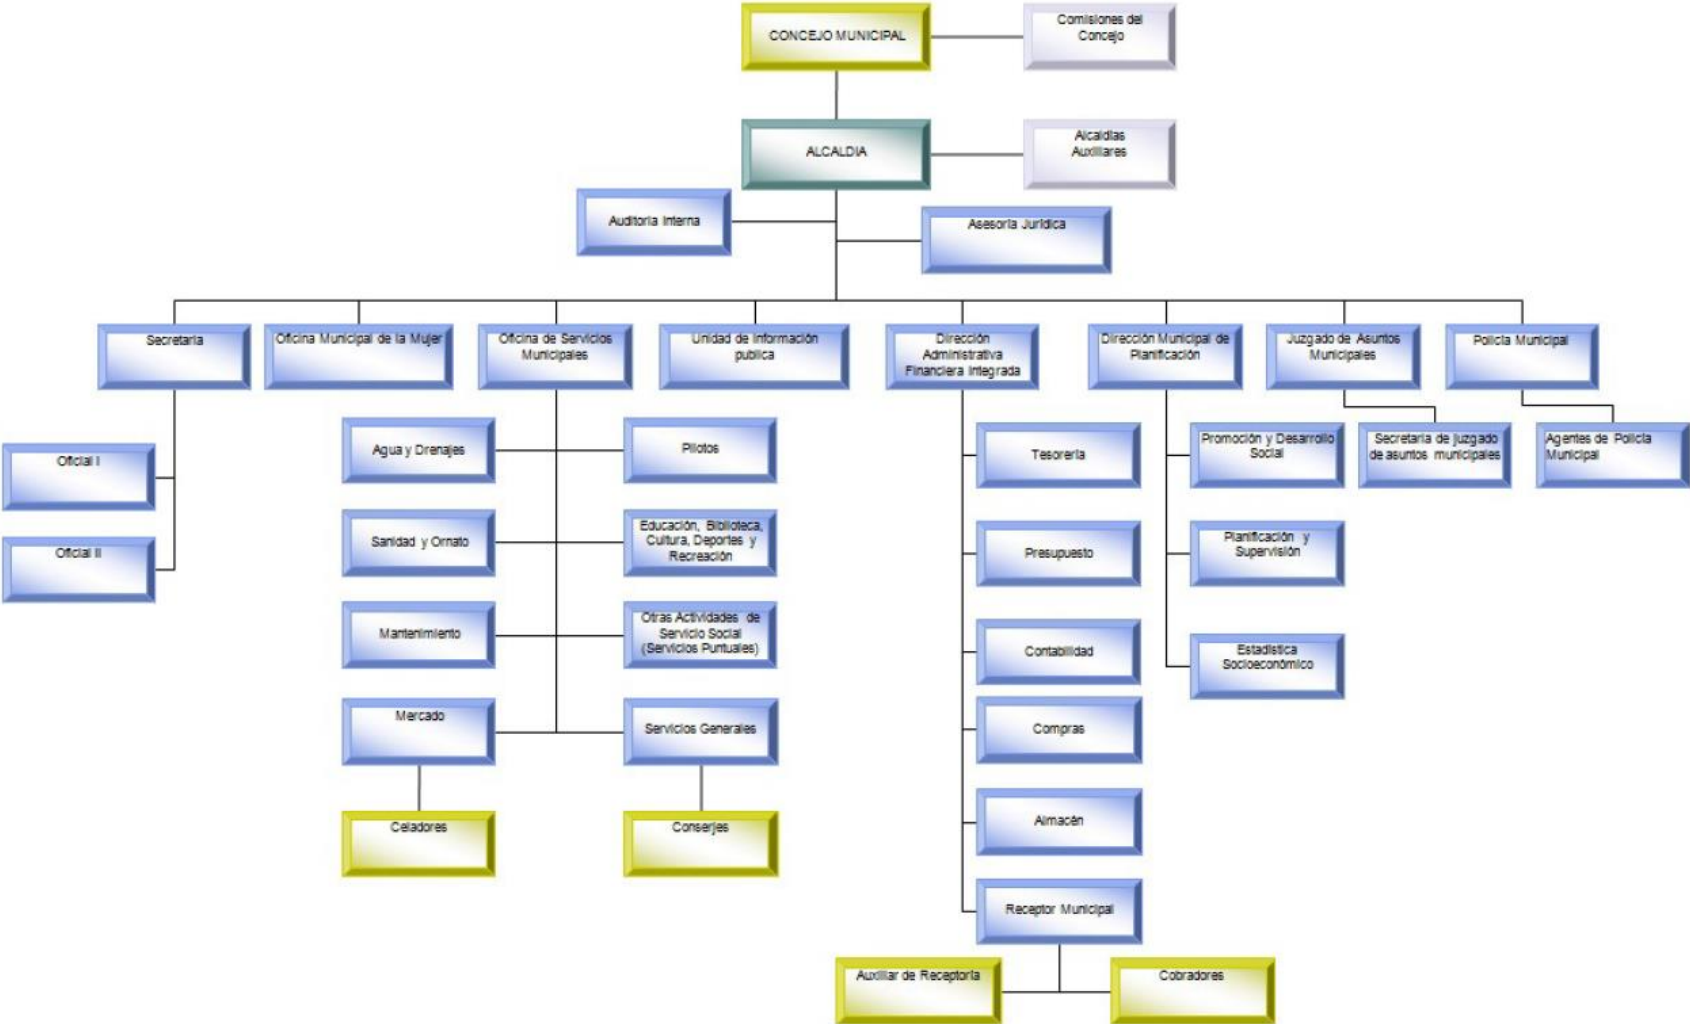 CONCEJO MUNICIPAL
Comisiones del
Concejo
ALCALDIA
Alcaldías
Auxiliares
Auditoría Interna
Asesoría Jurídica
Secretaria
Oficina Municipal de la Mujer
Oficina de Servicios
Municipales
Unidad de Información
publica
Dirección
Administrativa
Financiera Integrada
Dirección Municipal de
Planificación
Juzgado de Asuntos
Municipales
Policía Municipal
Oficial I
Oficial II
Agua y Drenajes
Pilotos
Sanidad y Ornato
Educación, Biblioteca,
Cultura, Deportes y
Recreación
Mantenimiento
Otras Actividades de
Servicio Social
(Servicios Puntuales)
Mercado
Servicios Generales
Celadores
Conserjes
Tesorería
Presupuesto
Contabilidad
Compras
Almacén
Receptor Municipal
Auxiliar de Receptoría
Cobradores
Promoción y Desarrollo
Social
Planificación y
Supervisión
Estadística
Socioeconómico
Secretaria de juzgado
de asuntos municipales
Agentes de Policía
Municipal